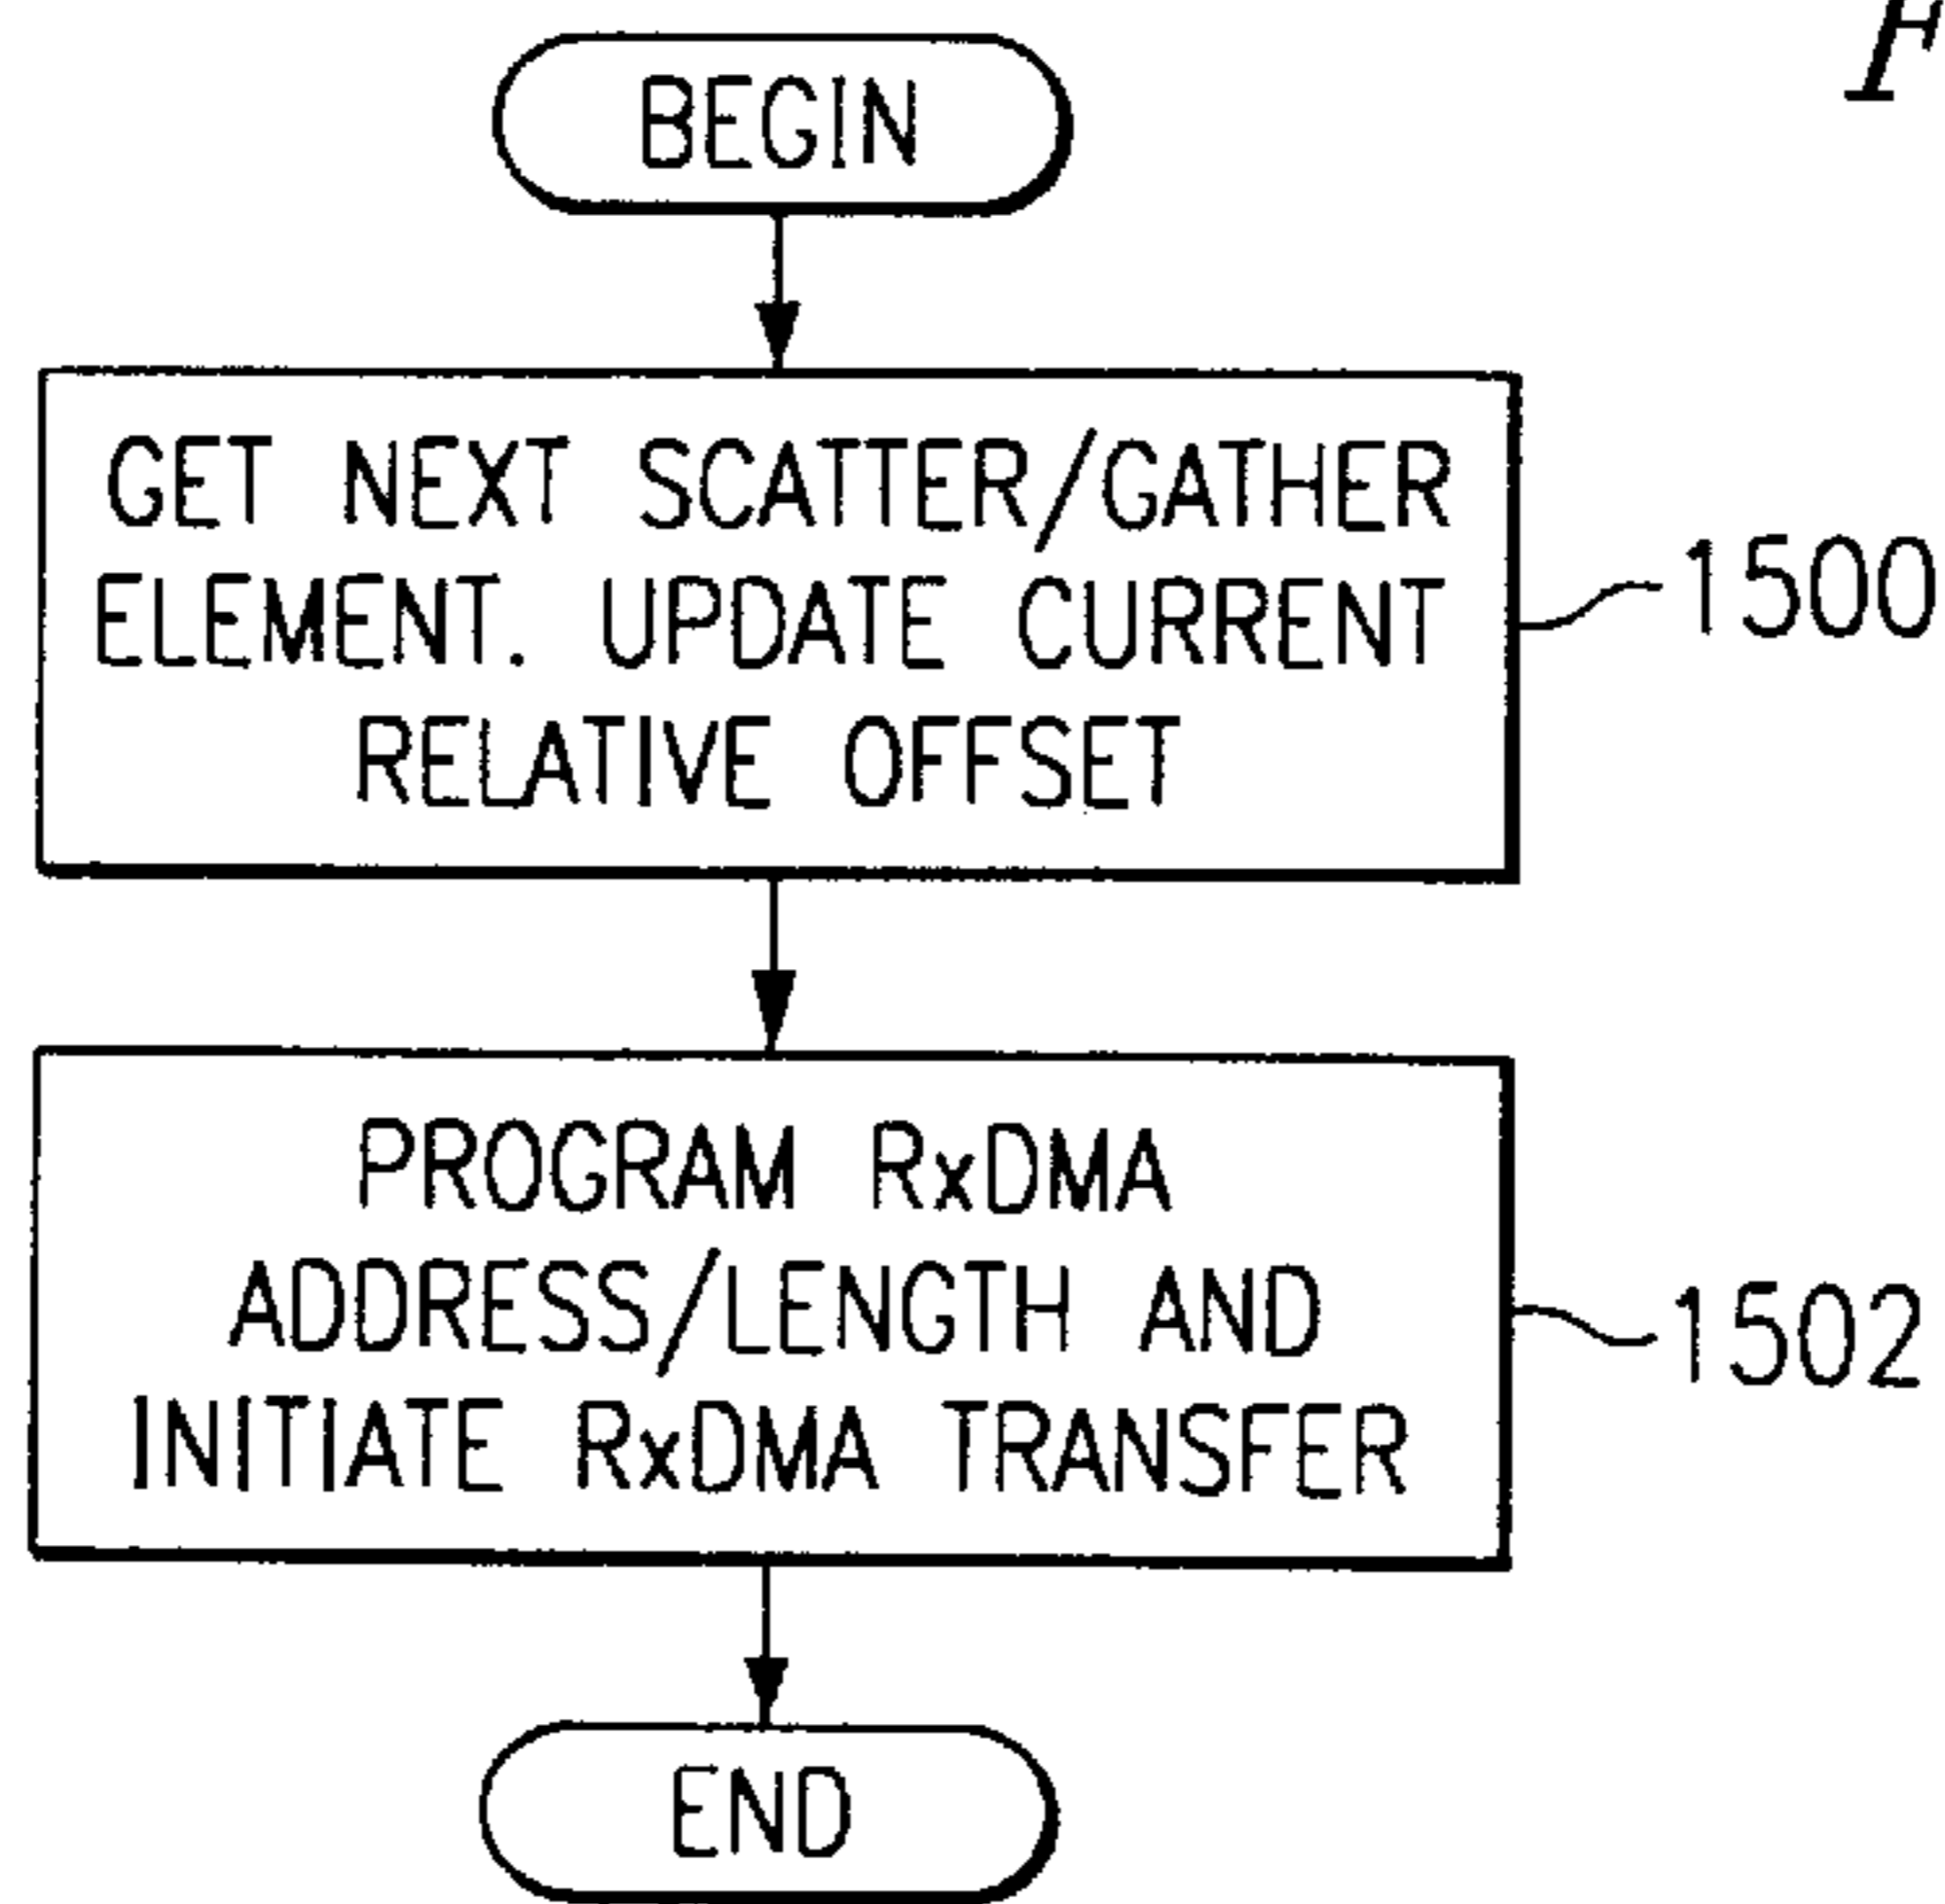 BEGIN
GET NEXT SCATTER/GATHER
ELEMENT. UPDATE CURRENT
RELATIVE OFFSET
1500
PROGRAM RxDMA
ADDRESS/LENGTH AND
INITIATE RxDMA TRANSFER
1502
END